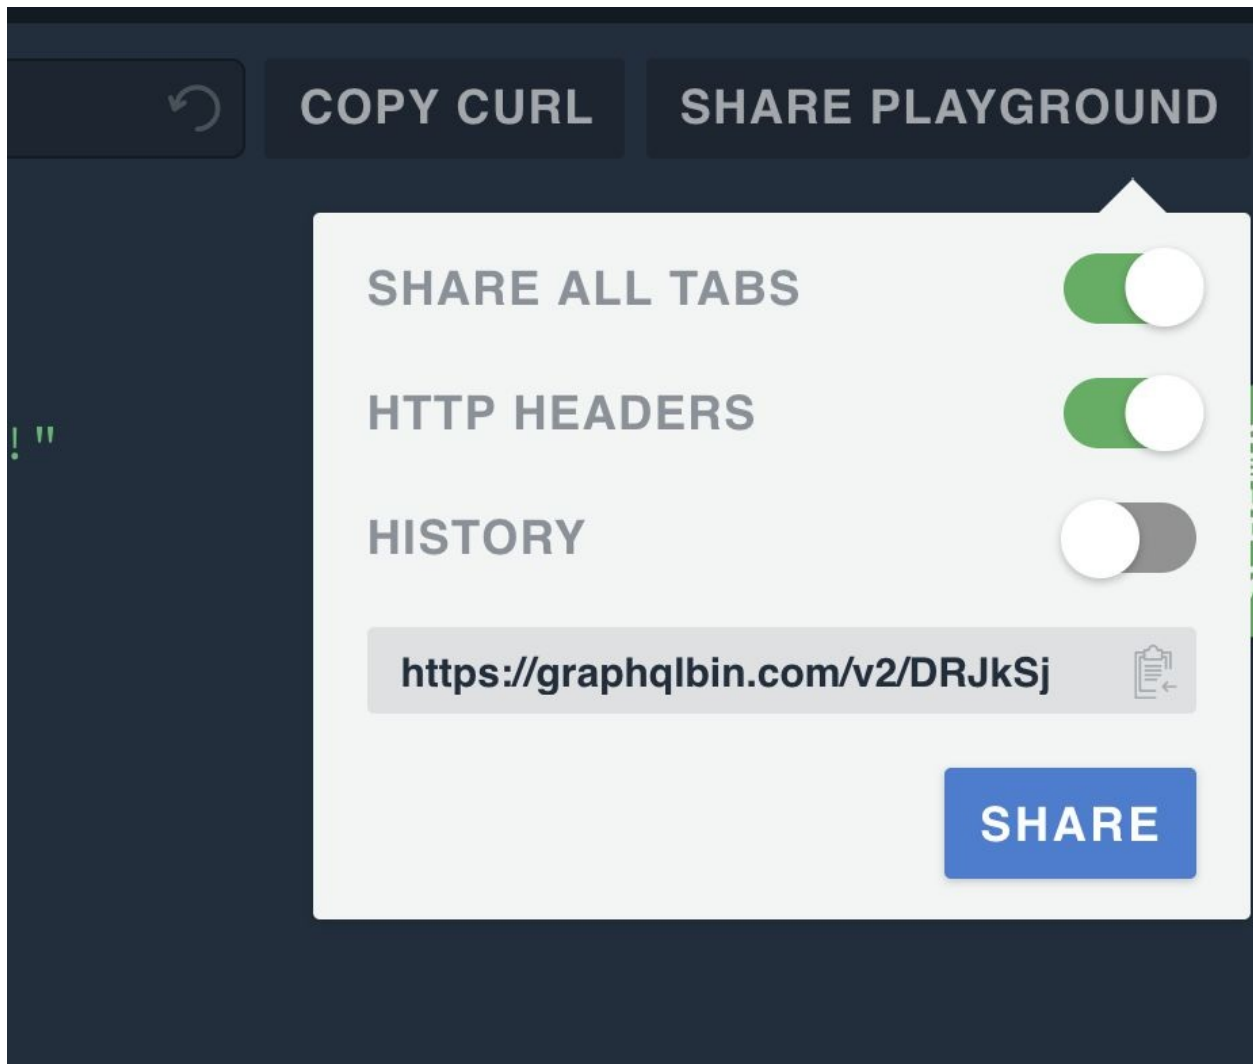 COPY CURL SHARE PLAYGROUND
SHARE ALL TABS
HTTP HEADERS
!"
HISTORY
https://graphqlbin.com/v2/DRJkSj
SHARE